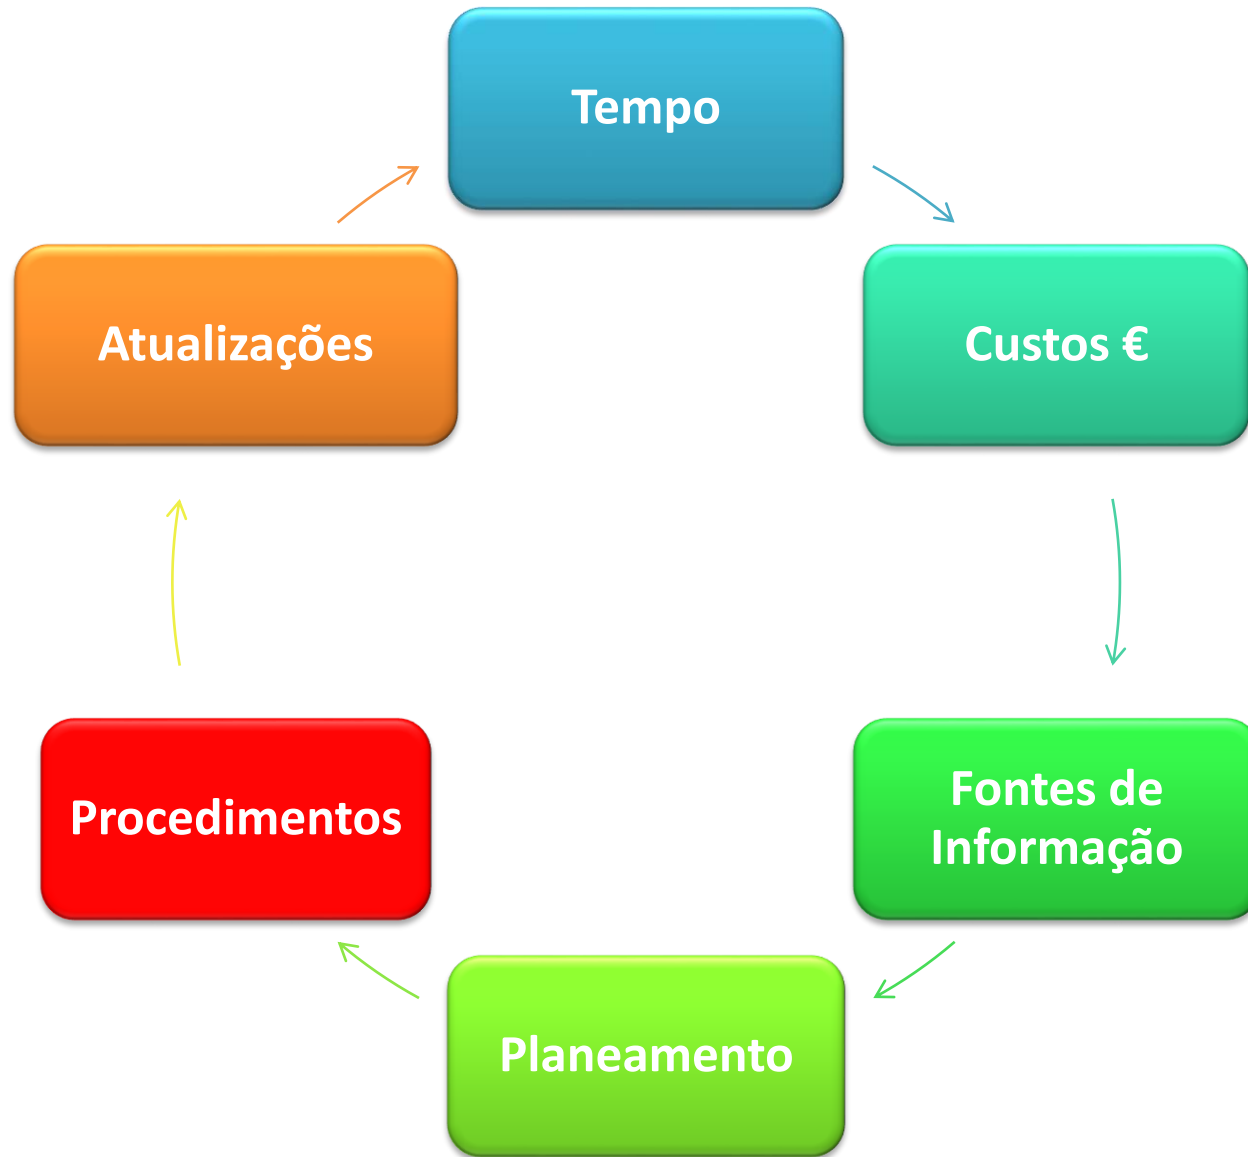 Tempo
Custos €
Fontes de
Informação
Planeamento
Procedimentos
Atualizações